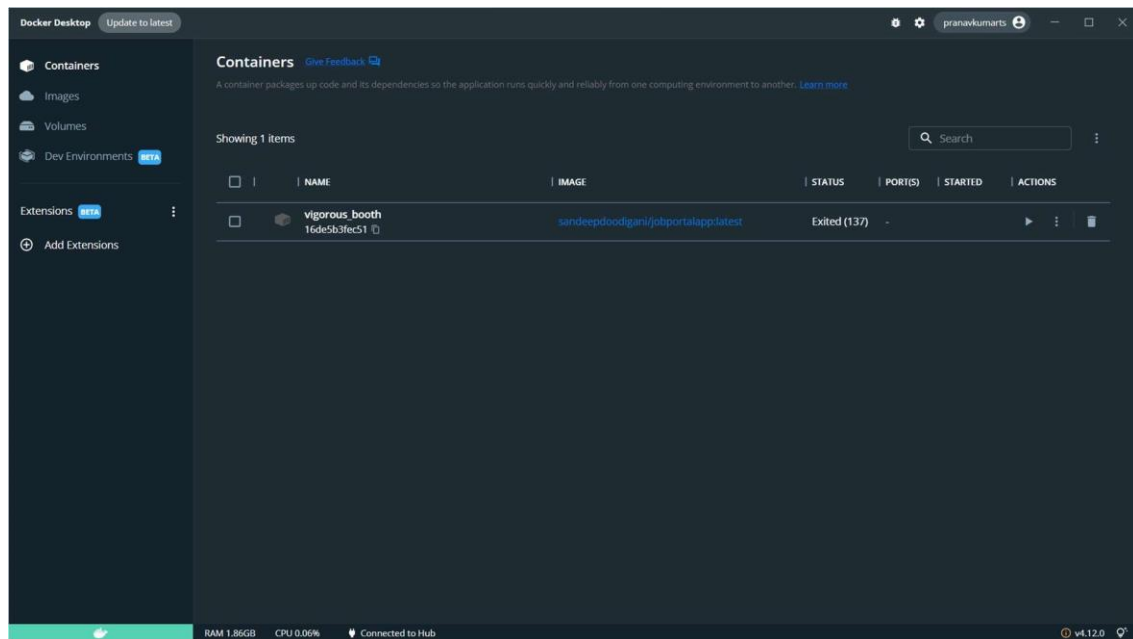 Docker Desktop Update to latest pranavkumarts
Containers
Images
Volumes
Dev Environments BETA
Extensions BETA
Add Extensions
Containers Give Feedback
A container packages up code and its dependencies so the application runs quickly and reliably from one computing environment to another. Learn more
Showing 1 items
Search
NAME IMAGE STATUS PORT(S) STARTED ACTIONS
vigorous_booth sandeepdoodigani/jobportalapp:latest Exited (137) -
16de5b3fec51
RAM 1.86GB CPU 0.06% Connected to Hub v4.12.0